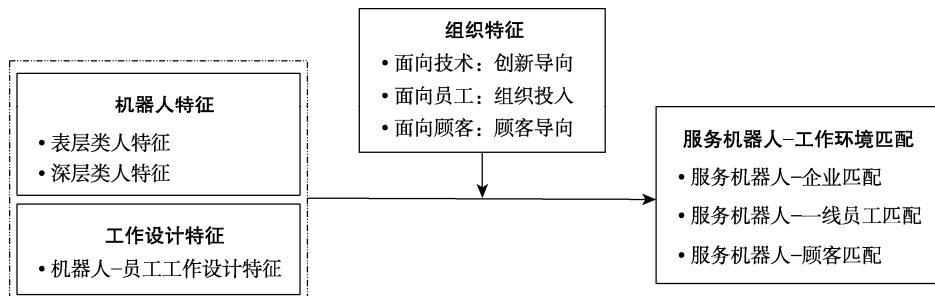 组织特征
• 面向技术：创新导向
• 面向员工：组织投入
• 面向顾客：顾客导向
机器人特征
• 表层类人特征
• 深层类人特征
工作设计特征
• 机器人–员工工作设计特征
服务机器人–工作环境匹配
• 服务机器人–企业匹配
• 服务机器人–一线员工匹配
• 服务机器人–顾客匹配